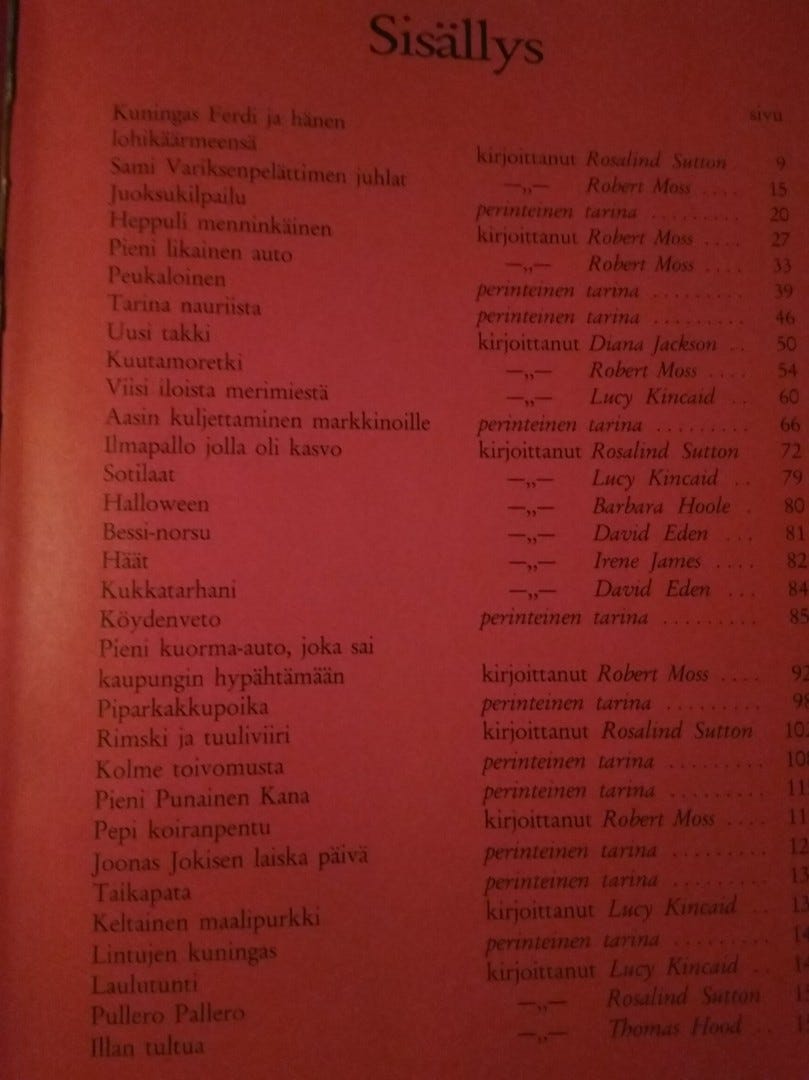 Sisällys
sivu
Kuningas Ferdi ja hänen
lohikäärmeensä kirjoittanut Rosalind Sutton 9
Sami Variksenpelättimen juhlat —„— Robert Moss .... 15
Juoksukilpailu perinteinen tarina ......... 20
Heppuli menninkäinen kirjoittanut Robert Moss .... 27
Pieni likainen auto —„— Robert Moss .... 33
Peukaloinen perinteinen tarina ......... 39
Tarina nauriista perinteinen tarina ......... 46
Uusi takki kirjoittanut Diana Jackson .. 50
Kuutamoretki —„— Robert Moss .... 54
Viisi iloista merimiestä —„— Lucy Kincaid .. 60
Aasin kuljettaminen markkinoille perinteinen tarina ......... 66
Ilmapallo jolla oli kasvo kirjoittanut Rosalind Sutton 72
Sotilaat —„— Lucy Kincaid .. 79
Halloween —„— Barbara Hoole . 80
Bessi-norsu —„— David Eden ... 81
Häät —„— Irene James .... 82
Kukkatarhani —„— David Eden ... 84
Köydenveto perinteinen tarina ......... 85
Pieni kuorma-auto, joka sai
kaupungin hypähtämään kirjoittanut Robert Moss .... 92
Piparkakkupoika perinteinen tarina ......... 98
Rimski ja tuuliviiri kirjoittanut Rosalind Sutton 102
Kolme toivomusta perinteinen tarina ......... 108
Pieni Punainen Kana perinteinen tarina .........
Pepi koiranpentu kirjoittanut Robert Moss ....
Joonas Jokisen laiska päivä perinteinen tarina .........
Taikapata perinteinen tarina .........
Keltainen maalipurkki kirjoittanut Lucy Kincaid ..
Lintujen kuningas perinteinen tarina .........
Laulutunti kirjoittanut Lucy Kincaid ..
Pullero Pallero —„— Rosalind Sutton
Illan tultua —„— Thomas Hood ..